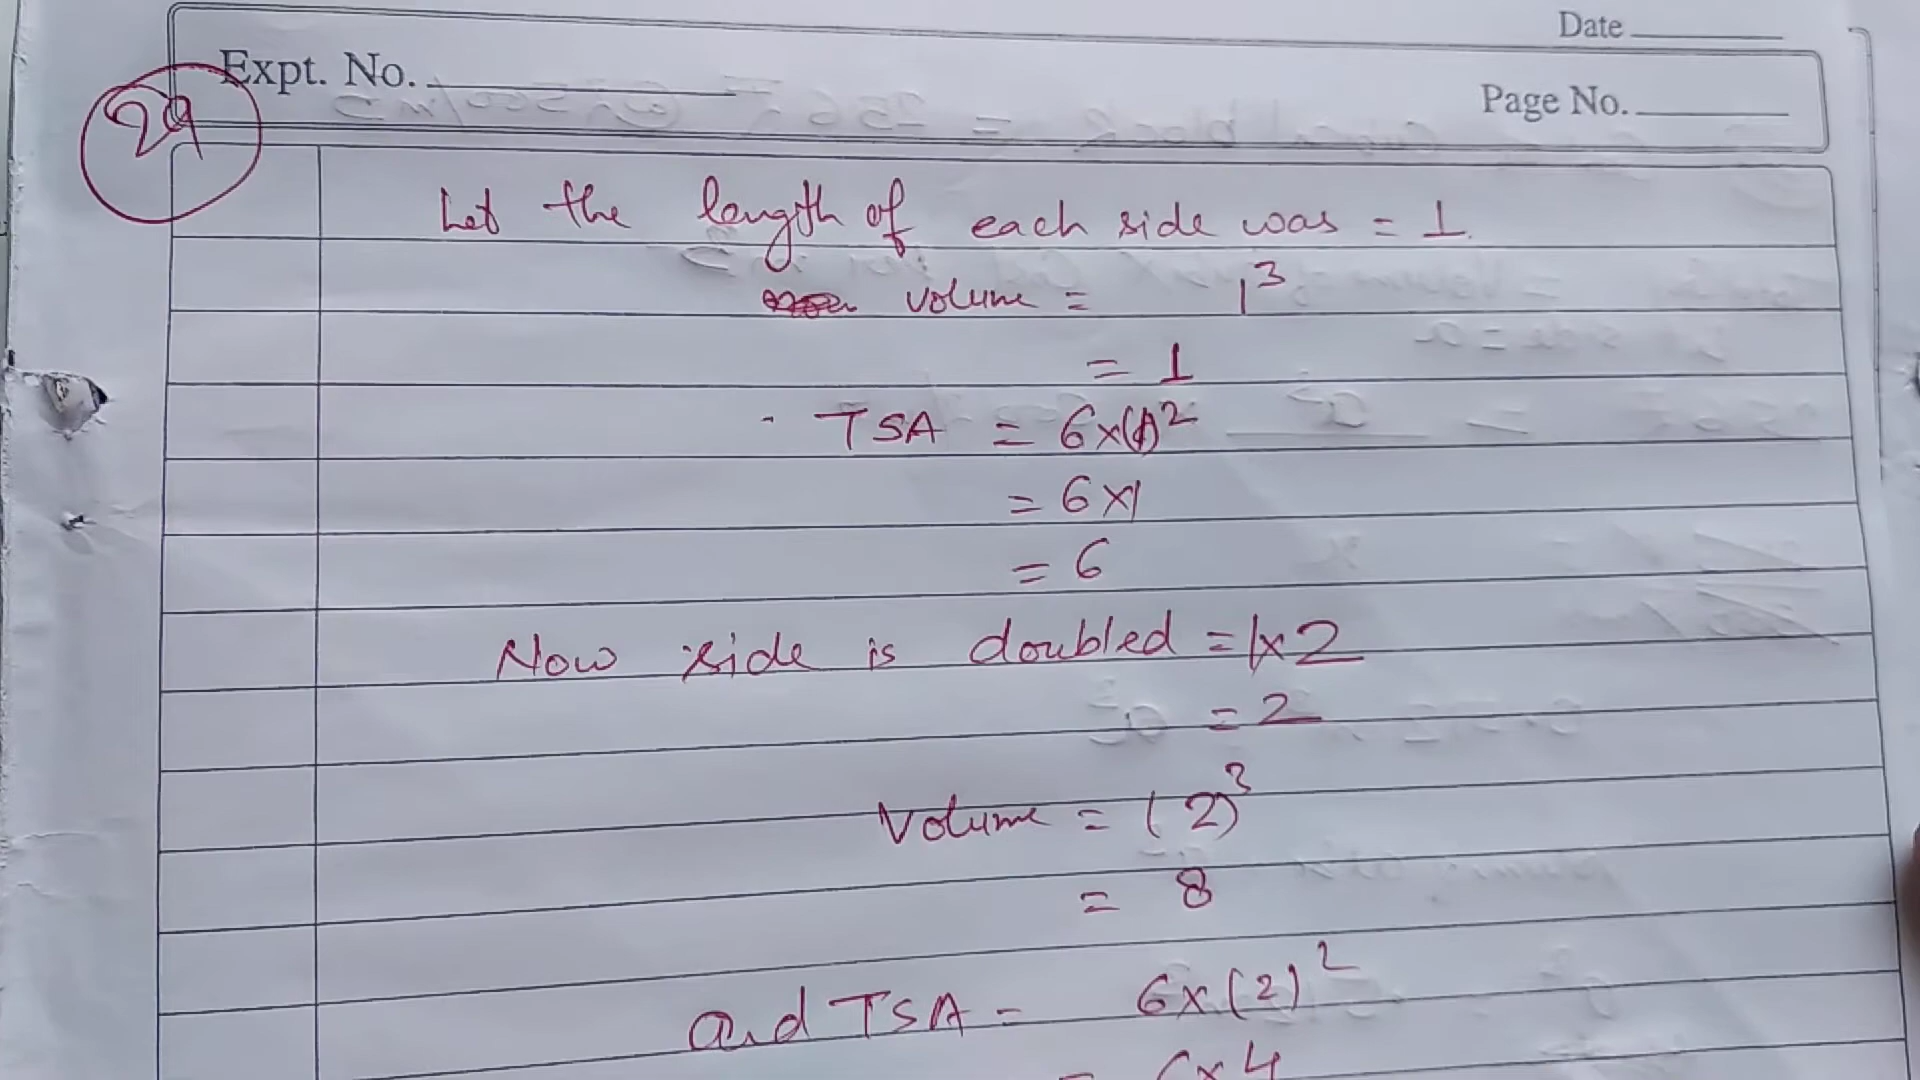 Date
Expt. No.
Page No.
29
Let the length of each side was = 1.
volume = 1³
= 1
TSA = 6×(1)²
= 6×1
= 6
Now side is doubled = 1×2
= 2
Volume = (2)³
= 8
and TSA = 6×(2)²
= 6×4